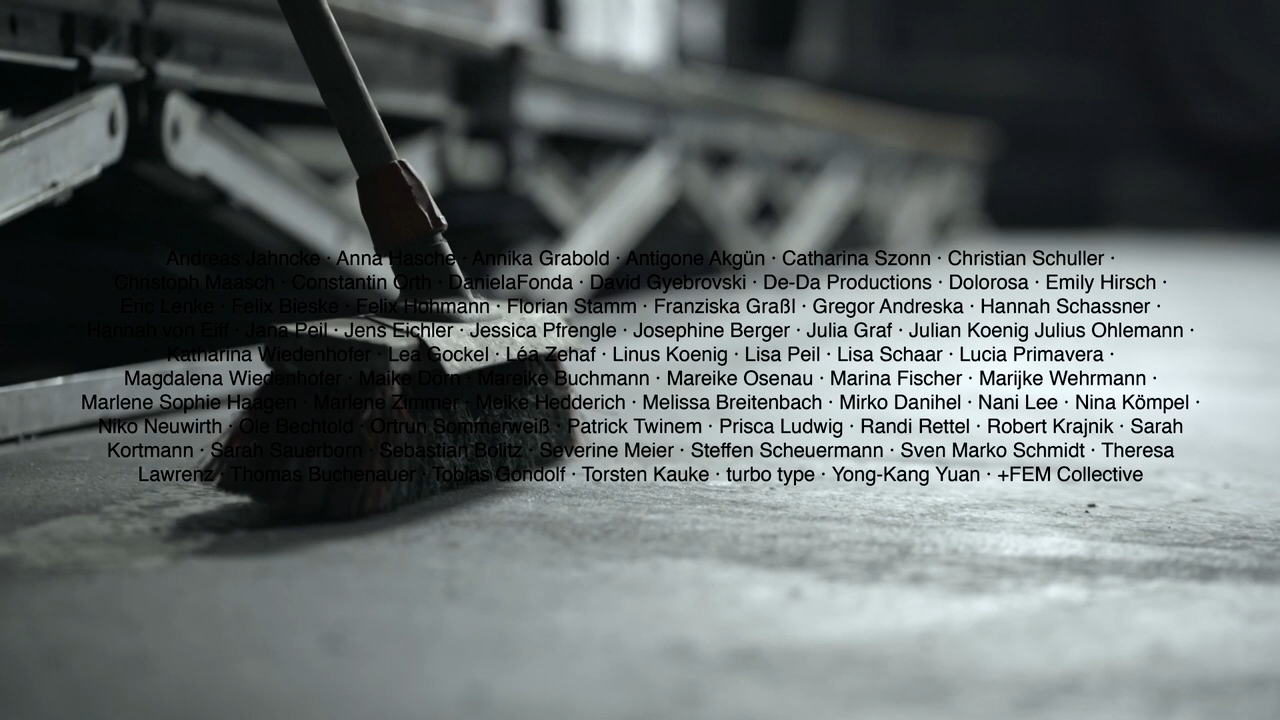 Andreas Jahncke · Anna Hasche · Annika Grabold · Antigone Akgün · Catharina Szonn · Christian Schuller ·
Christoph Maasch · Constantin Orth · DanielaFonda · David Gyebrovski · De-Da Productions · Dolorosa · Emily Hirsch ·
Eric Lenke · Felix Bieske · Felix Hohmann · Florian Stamm · Franziska Graßl · Gregor Andreska · Hannah Schassner ·
Hannah von Eiff · Jana Peil · Jens Eichler · Jessica Pfrengle · Josephine Berger · Julia Graf · Julian Koenig Julius Ohlemann ·
Katharina Wiedenhofer · Lea Gockel · Léa Zehaf · Linus Koenig · Lisa Peil · Lisa Schaar · Lucia Primavera ·
Magdalena Wiedenhofer · Maike Dörn · Mareike Buchmann · Mareike Osenau · Marina Fischer · Marijke Wehrmann ·
Marlene Sophie Haagen · Marlene Zimmer · Meike Hedderich · Melissa Breitenbach · Mirko Danihel · Nani Lee · Nina Kömpel ·
Niko Neuwirth · Ole Bechtold · Ortrun Sommerweiß · Patrick Twinem · Prisca Ludwig · Randi Rettel · Robert Krajnik · Sarah
Kortmann · Sarah Sauerborn · Sebastian Bolitz · Severine Meier · Steffen Scheuermann · Sven Marko Schmidt · Theresa
Lawrenz · Thomas Buchenauer · Tobias Gondolf · Torsten Kauke · turbo type · Yong-Kang Yuan · +FEM Collective